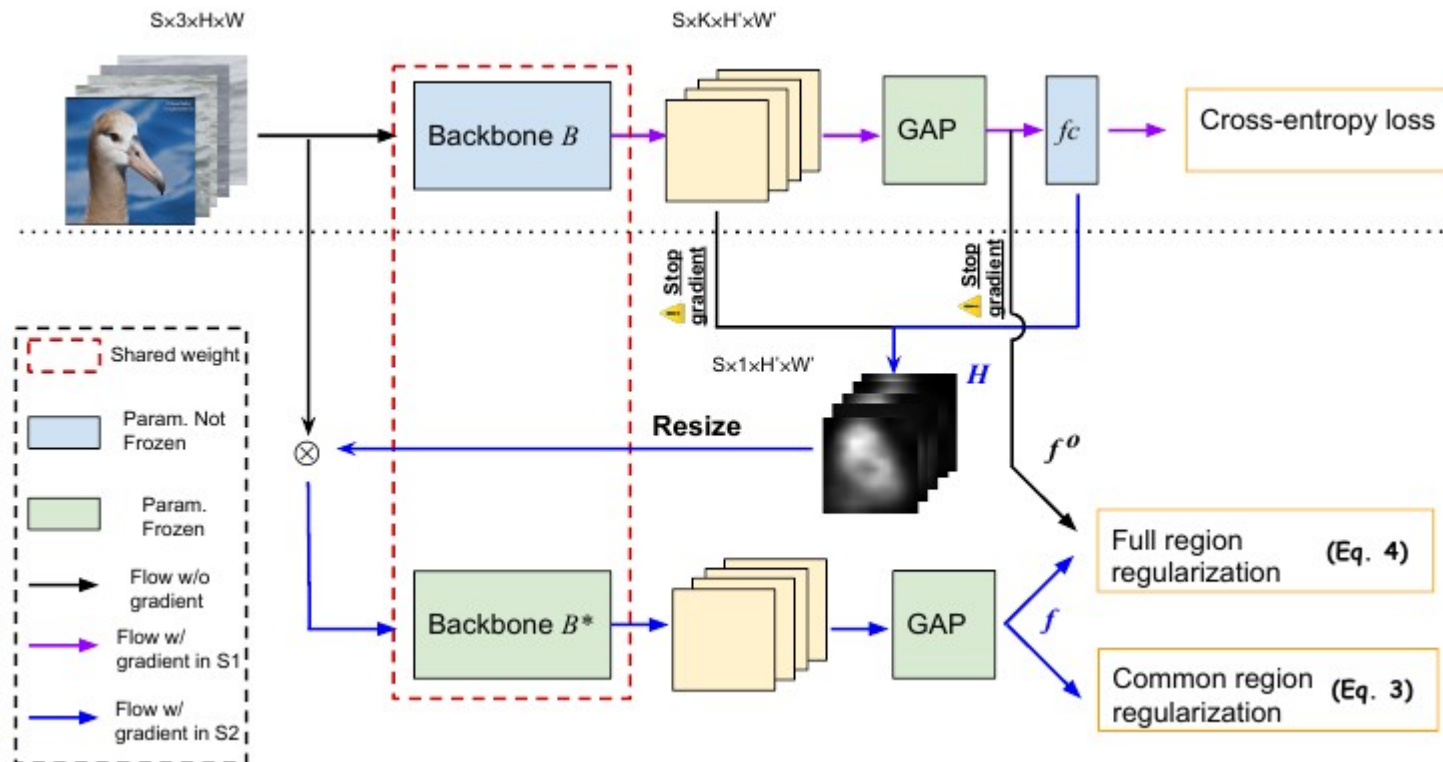 S×3×H×W
S×K×H'×W'
Backbone B
GAP
fc
Cross-entropy loss
Stop
gradient
Stop
gradient
S×1×H'×W'
H
Shared weight
Param. Not
Frozen
Param.
Frozen
Flow w/o
gradient
Flow w/
gradient in S1
Flow w/
gradient in S2
Resize
f^o
Backbone B*
GAP
f
Full region
regularization
(Eq. 4)
Common region
regularization
(Eq. 3)